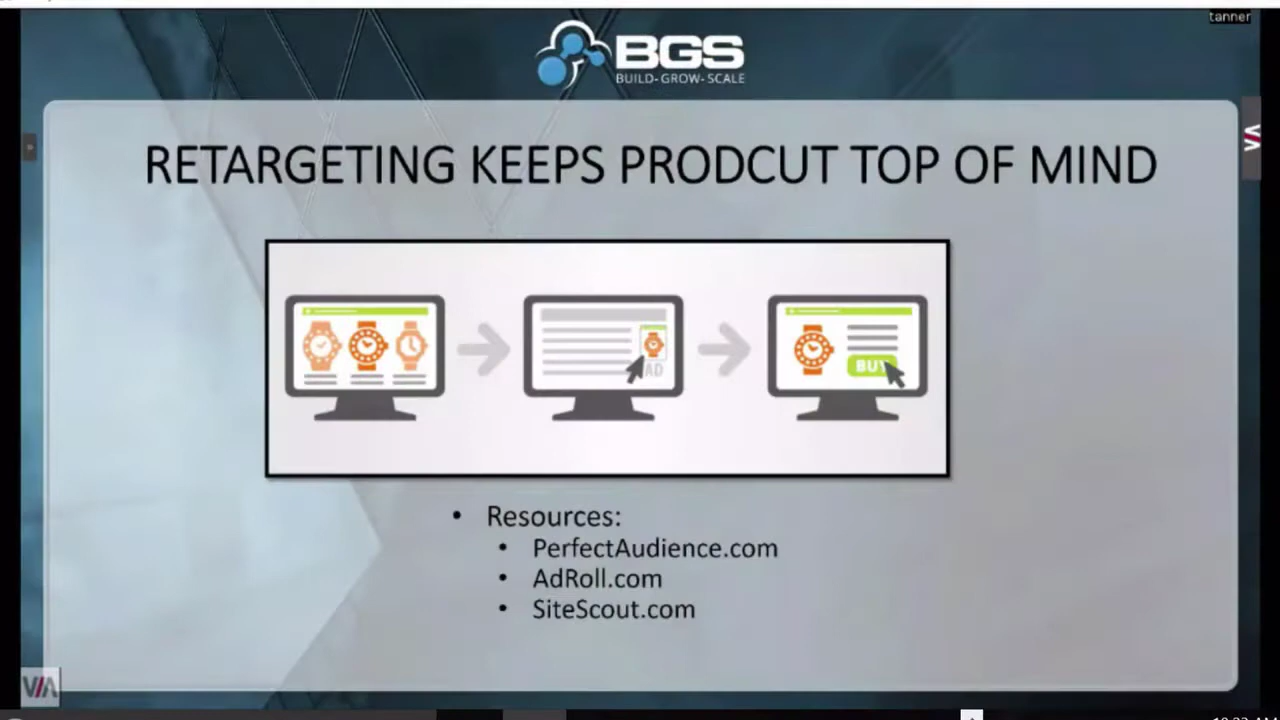 tanner
BGS
BUILD-GROW-SCALE
RETARGETING KEEPS PRODCUT TOP OF MIND
AD
BUY
• Resources:
• PerfectAudience.com
• AdRoll.com
• SiteScout.com
VIA